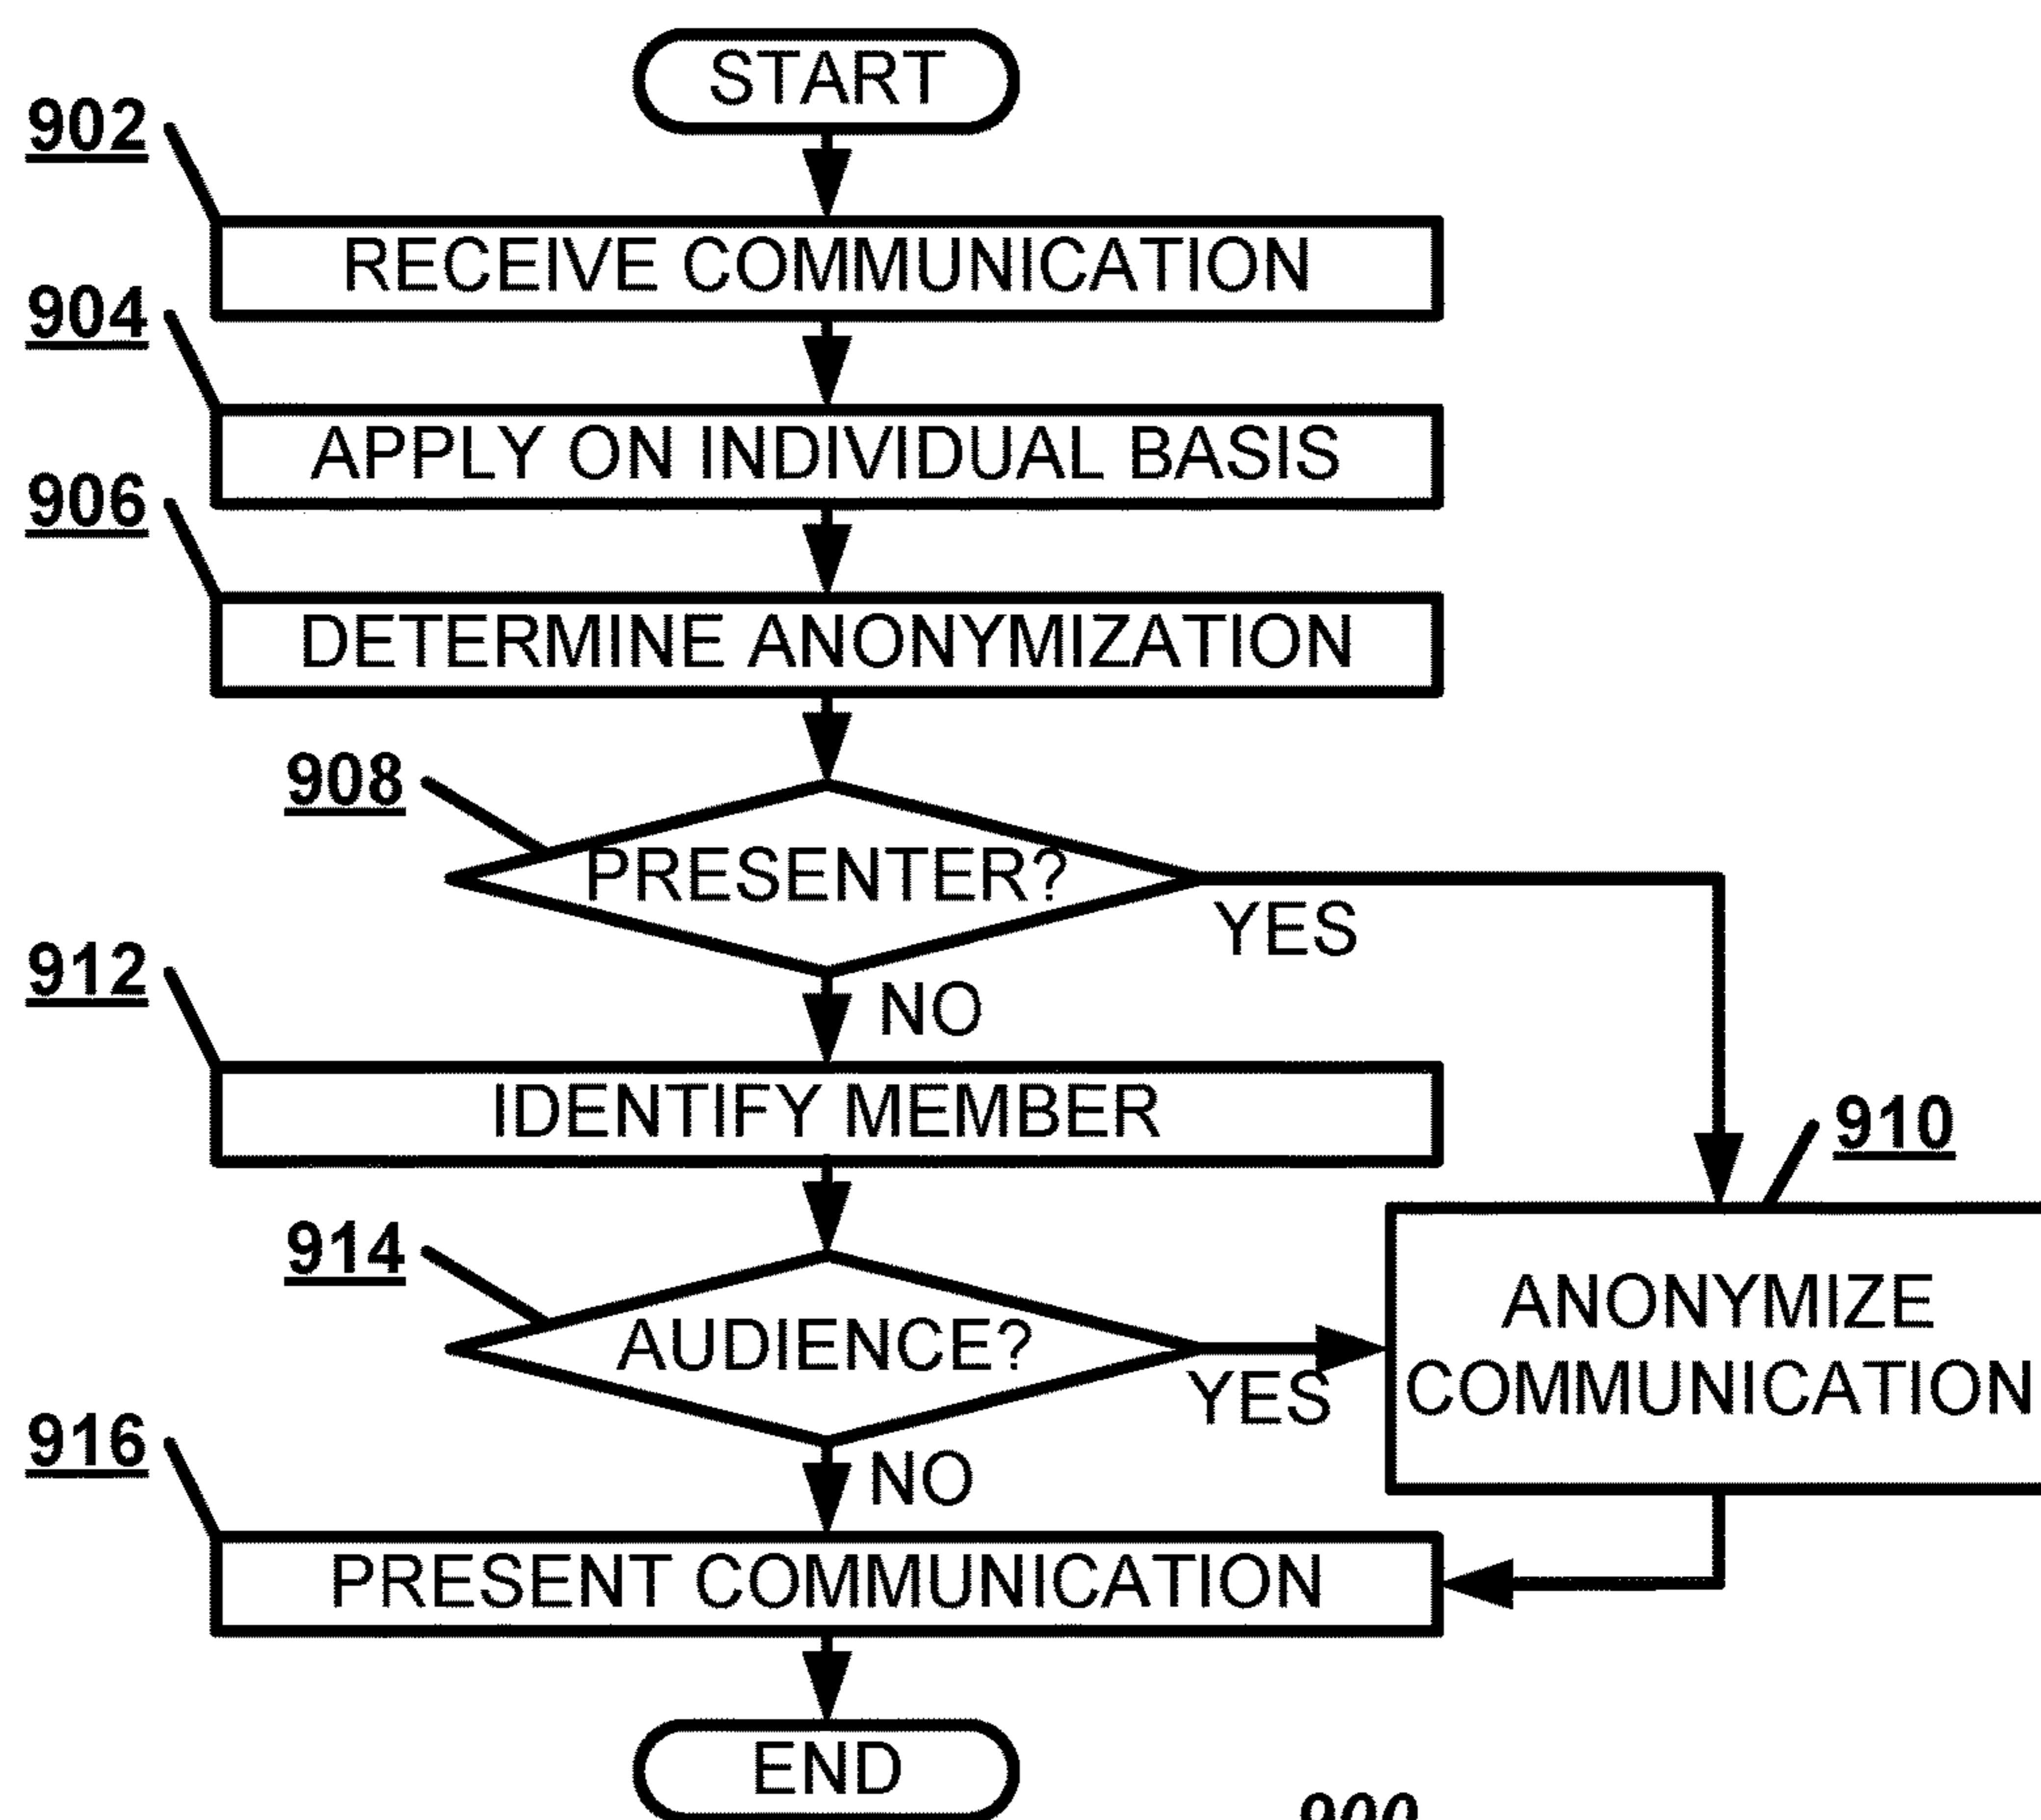 START
902
RECEIVE COMMUNICATION
904
APPLY ON INDIVIDUAL BASIS
906
DETERMINE ANONYMIZATION
908
PRESENTER?
YES
912
NO
IDENTIFY MEMBER
910
914
AUDIENCE?
YES
ANONYMIZE
COMMUNICATION
916
NO
PRESENT COMMUNICATION
END